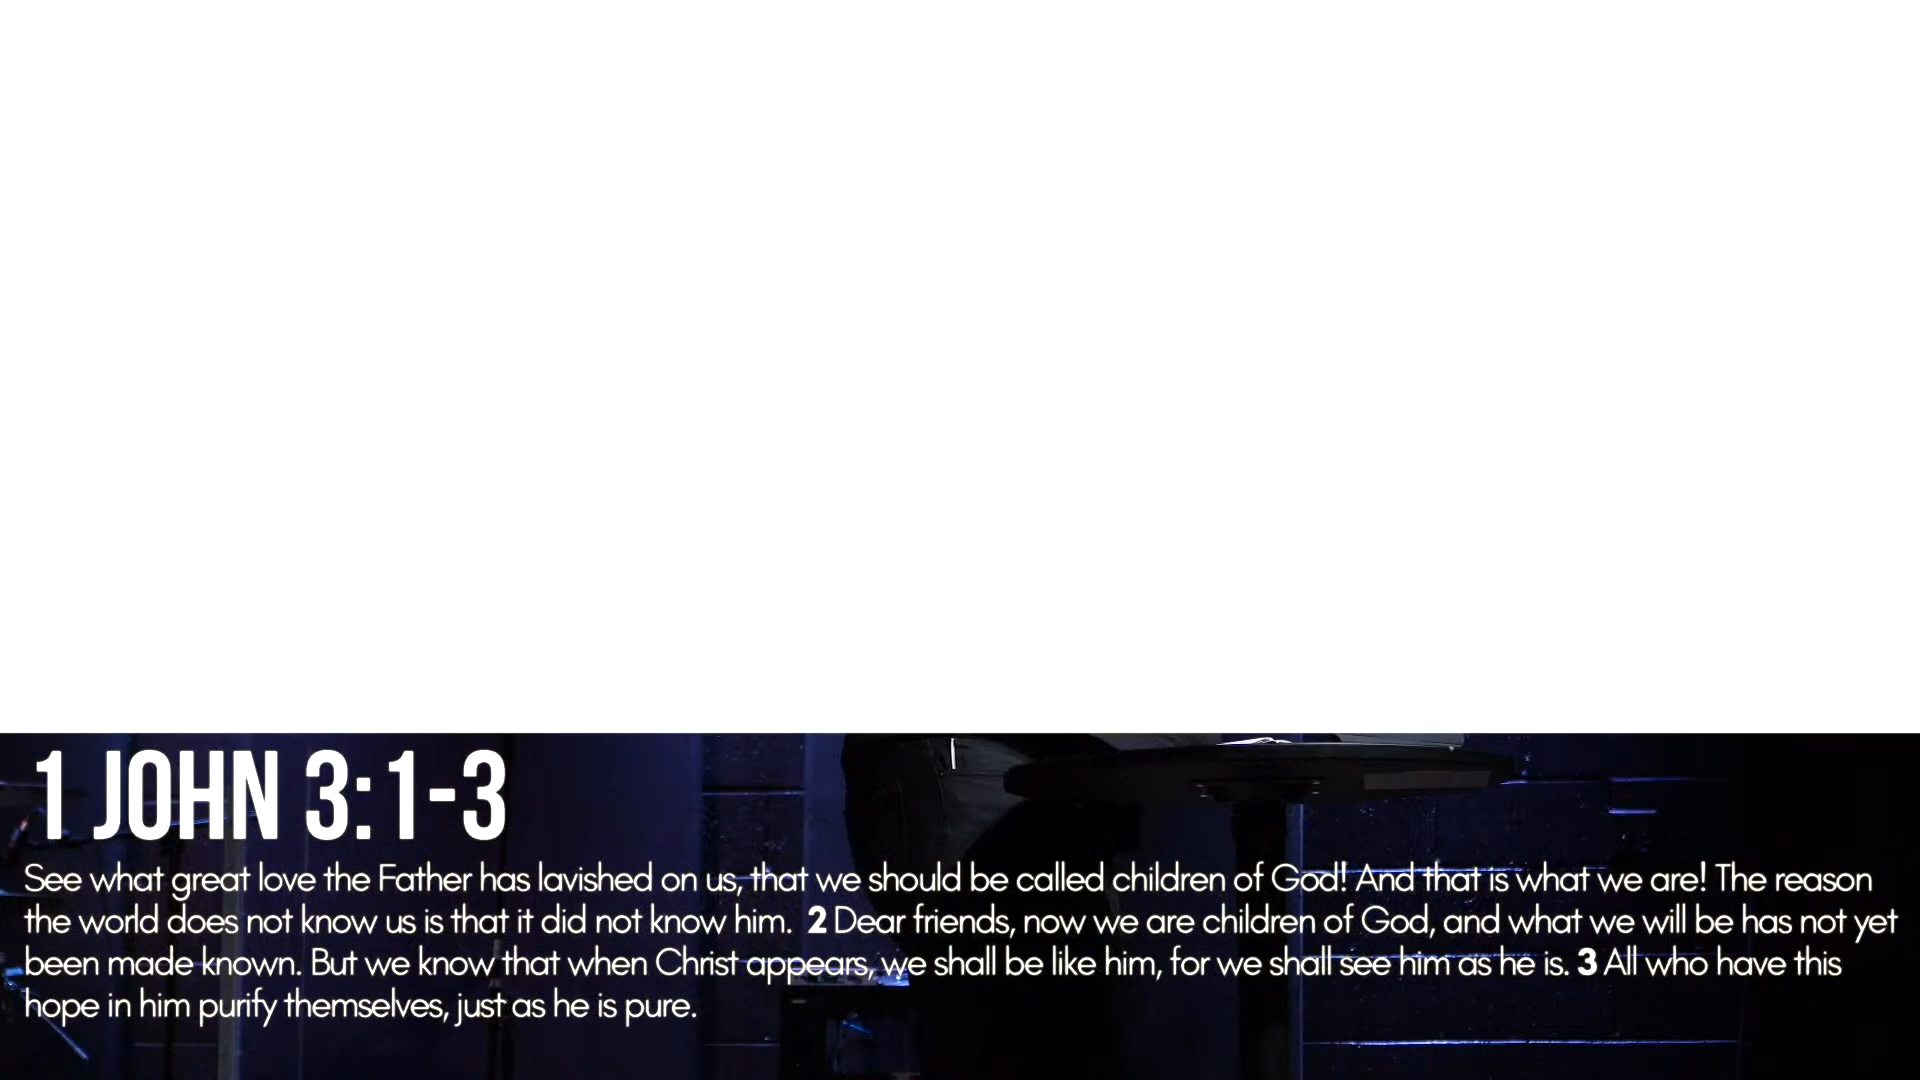 1 JOHN 3:1-3
See what great love the Father has lavished on us, that we should be called children of God! And that is what we are! The reason
the world does not know us is that it did not know him. 2 Dear friends, now we are children of God, and what we will be has not yet
been made known. But we know that when Christ appears, we shall be like him, for we shall see him as he is. 3 All who have this
hope in him purify themselves, just as he is pure.